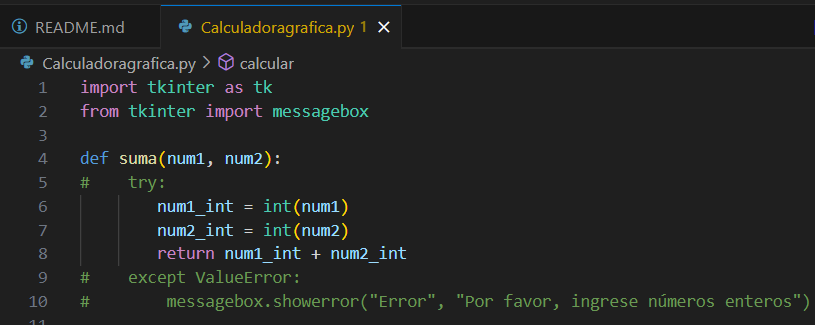 README.md Calculadoragrafica.py 1
Calculadoragrafica.py > calcular
1 import tkinter as tk
2 from tkinter import messagebox
3
4 def suma(num1, num2):
5 #    try:
6         num1_int = int(num1)
7         num2_int = int(num2)
8         return num1_int + num2_int
9 #    except ValueError:
10 #        messagebox.showerror("Error", "Por favor, ingrese números enteros")
11